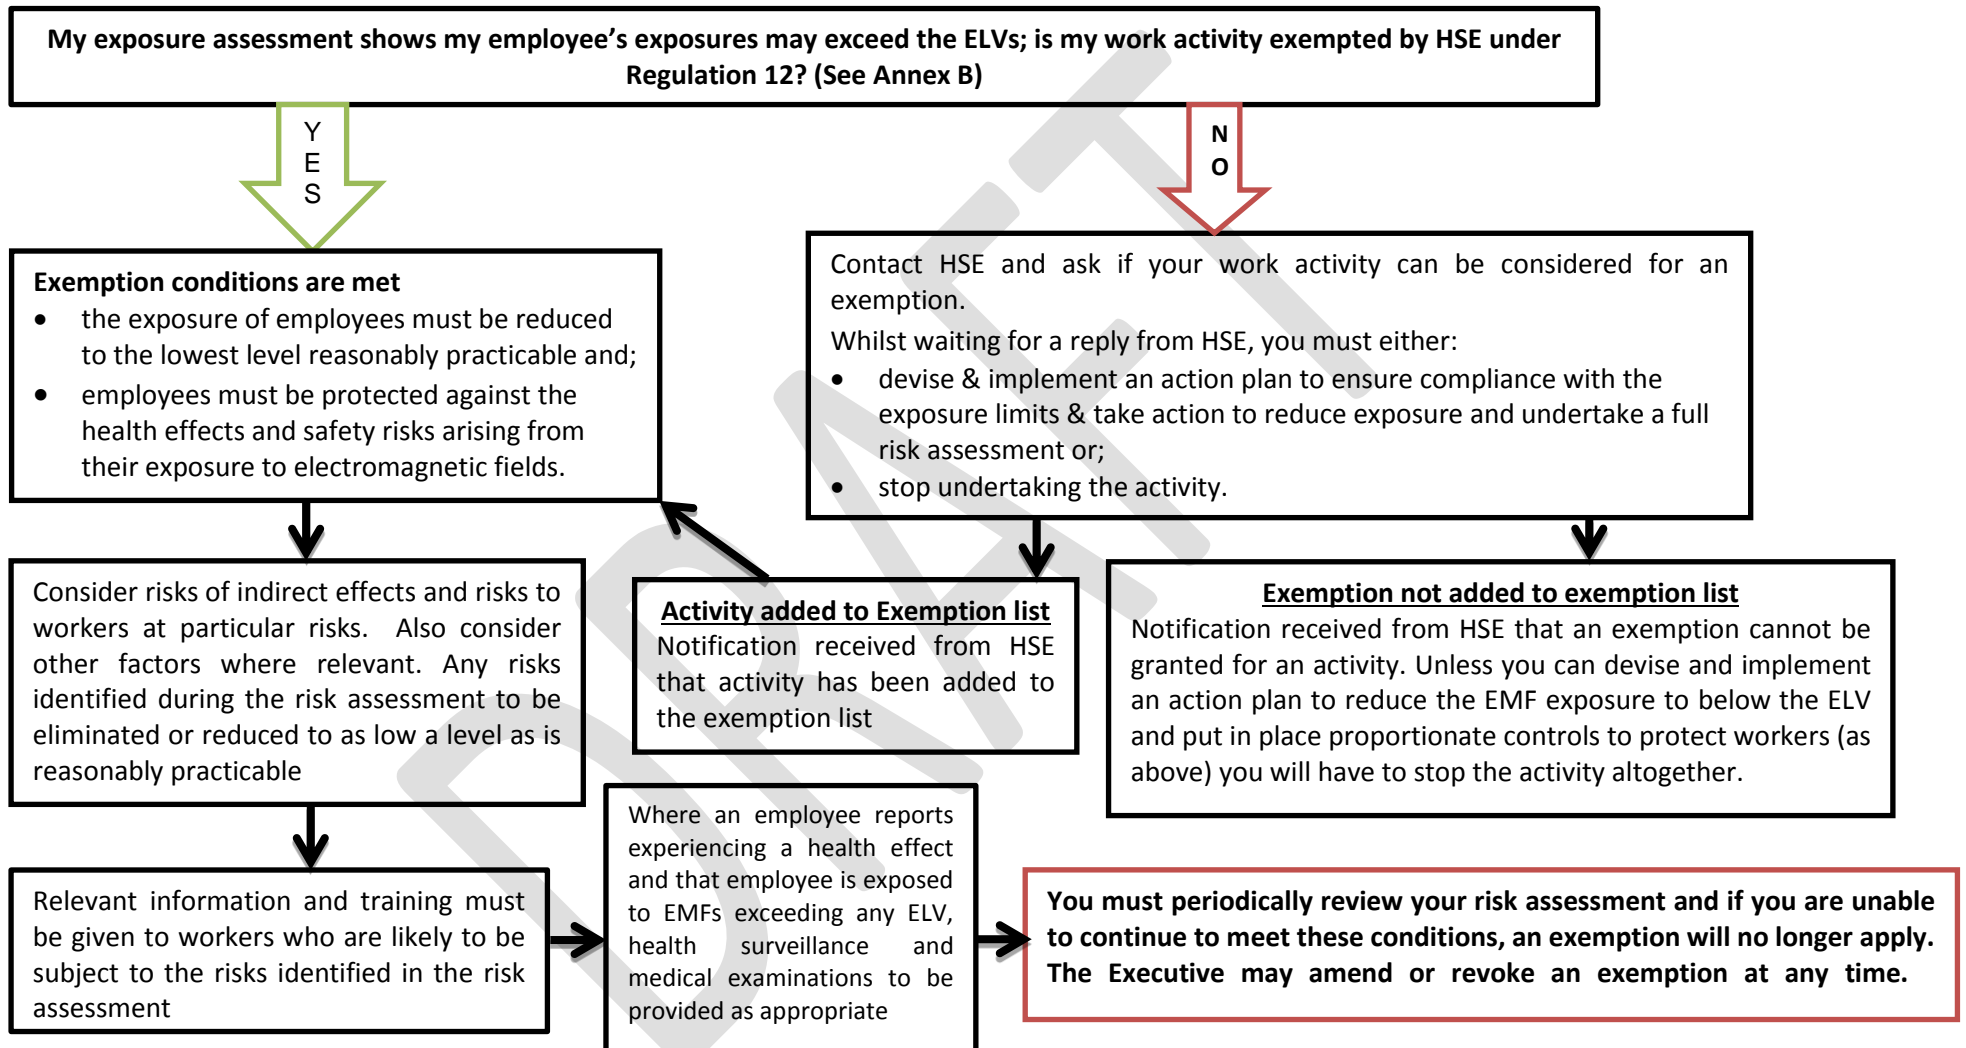 My exposure assessment shows my employee’s exposures may exceed the ELVs; is my work activity exempted by HSE under
Regulation 12? (See Annex B)
Y
E
S
N
O
Exemption conditions are met
• the exposure of employees must be reduced
to the lowest level reasonably practicable and;
• employees must be protected against the
health effects and safety risks arising from
their exposure to electromagnetic fields.
Contact HSE and ask if your work activity can be considered for an
exemption.
Whilst waiting for a reply from HSE, you must either:
• devise & implement an action plan to ensure compliance with the
exposure limits & take action to reduce exposure and undertake a full
risk assessment or;
• stop undertaking the activity.
Consider risks of indirect effects and risks to
workers at particular risks. Also consider
other factors where relevant. Any risks
identified during the risk assessment to be
eliminated or reduced to as low a level as is
reasonably practicable
Activity added to Exemption list
Notification received from HSE
that activity has been added to
the exemption list
Exemption not added to exemption list
Notification received from HSE that an exemption cannot be
granted for an activity. Unless you can devise and implement
an action plan to reduce the EMF exposure to below the ELV
and put in place proportionate controls to protect workers (as
above) you will have to stop the activity altogether.
Relevant information and training must
be given to workers who are likely to be
subject to the risks identified in the risk
assessment
Where an employee reports
experiencing a health effect
and that employee is exposed
to EMFs exceeding any ELV,
health surveillance and
medical examinations to be
provided as appropriate
You must periodically review your risk assessment and if you are unable
to continue to meet these conditions, an exemption will no longer apply.
The Executive may amend or revoke an exemption at any time.
DRAFT